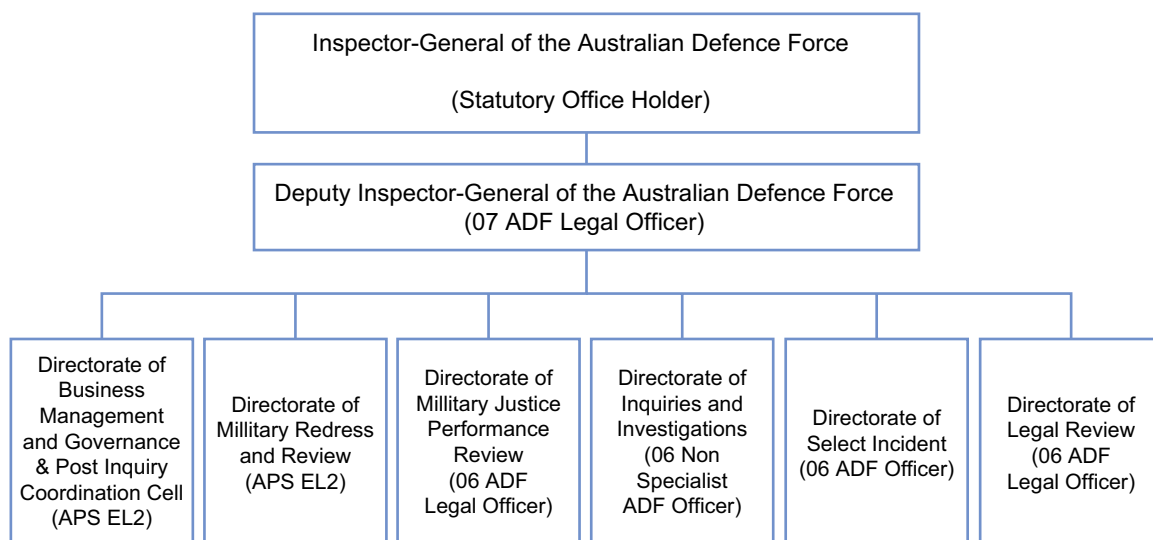 Inspector-General of the Australian Defence Force
(Statutory Office Holder)
Deputy Inspector-General of the Australian Defence Force
(07 ADF Legal Officer)
Directorate of
Business
Management
and Governance
& Post Inquiry
Coordination Cell
(APS EL2)
Directorate of
Millitary Redress
and Review
(APS EL2)
Directorate of
Millitary Justice
Performance
Review
(06 ADF
Legal Officer)
Directorate of
Inquiries and
Investigations
(06 Non
Specialist
ADF Officer)
Directorate of
Select Incident
(06 ADF Officer)
Directorate of
Legal Review
(06 ADF
Legal Officer)